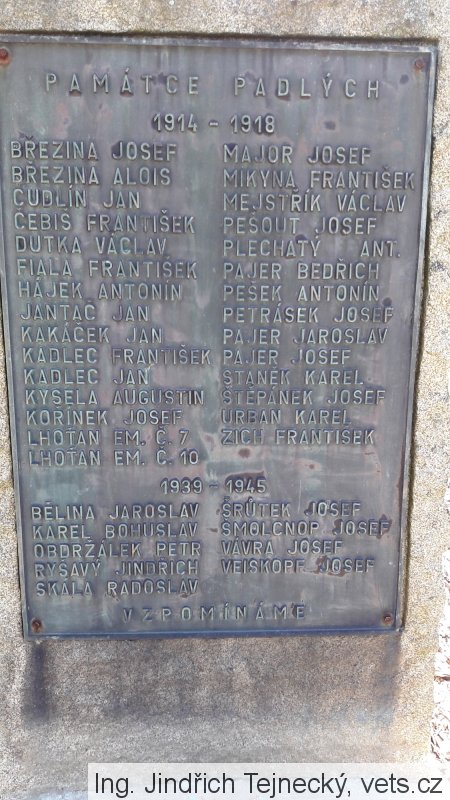 PAMÁTCE PADLÝCH
1914 - 1918
BŘEZINA JOSEF
BŘEZINA ALOIS
CUDLÍN JAN
ČEBIŠ FRANTIŠEK
DUTKA VÁCLAV
FIALA FRANTIŠEK
HÁJEK ANTONÍN
JANTAČ JAN
KAKÁČEK JAN
KADLEC FRANTIŠEK
KADLEC JAN
KYSELA AUGUSTIN
KOŘÍNEK JOSEF
LHOŤAN EM. Č. 7
LHOŤAN EM. Č. 10
MAJOR JOSEF
MIKYNA FRANTIŠEK
MEJSTŘÍK VÁCLAV
PEŠOUT JOSEF
PLECHATÝ ANT.
PAJER BEDŘICH
PEŠEK ANTONÍN
PETRÁSEK JOSEF
PAJER JAROSLAV
PAJER JOSEF
STANĚK KAREL
ŠTĚPÁNEK JOSEF
URBAN KAREL
ZICH FRANTIŠEK
1939 - 1945
BĚLINA JAROSLAV
KAREL BOHUSLAV
OBDRŽÁLEK PETR
RYŠAVÝ JINDŘICH
SKÁLA RADOSLAV
ŠRŮTEK JOSEF
ŠMOLCNOP JOSEF
VÁVRA JOSEF
VEISKOPF JOSEF
VZPOMÍNÁME
Ing. Jindřich Tejnecký, vets.cz